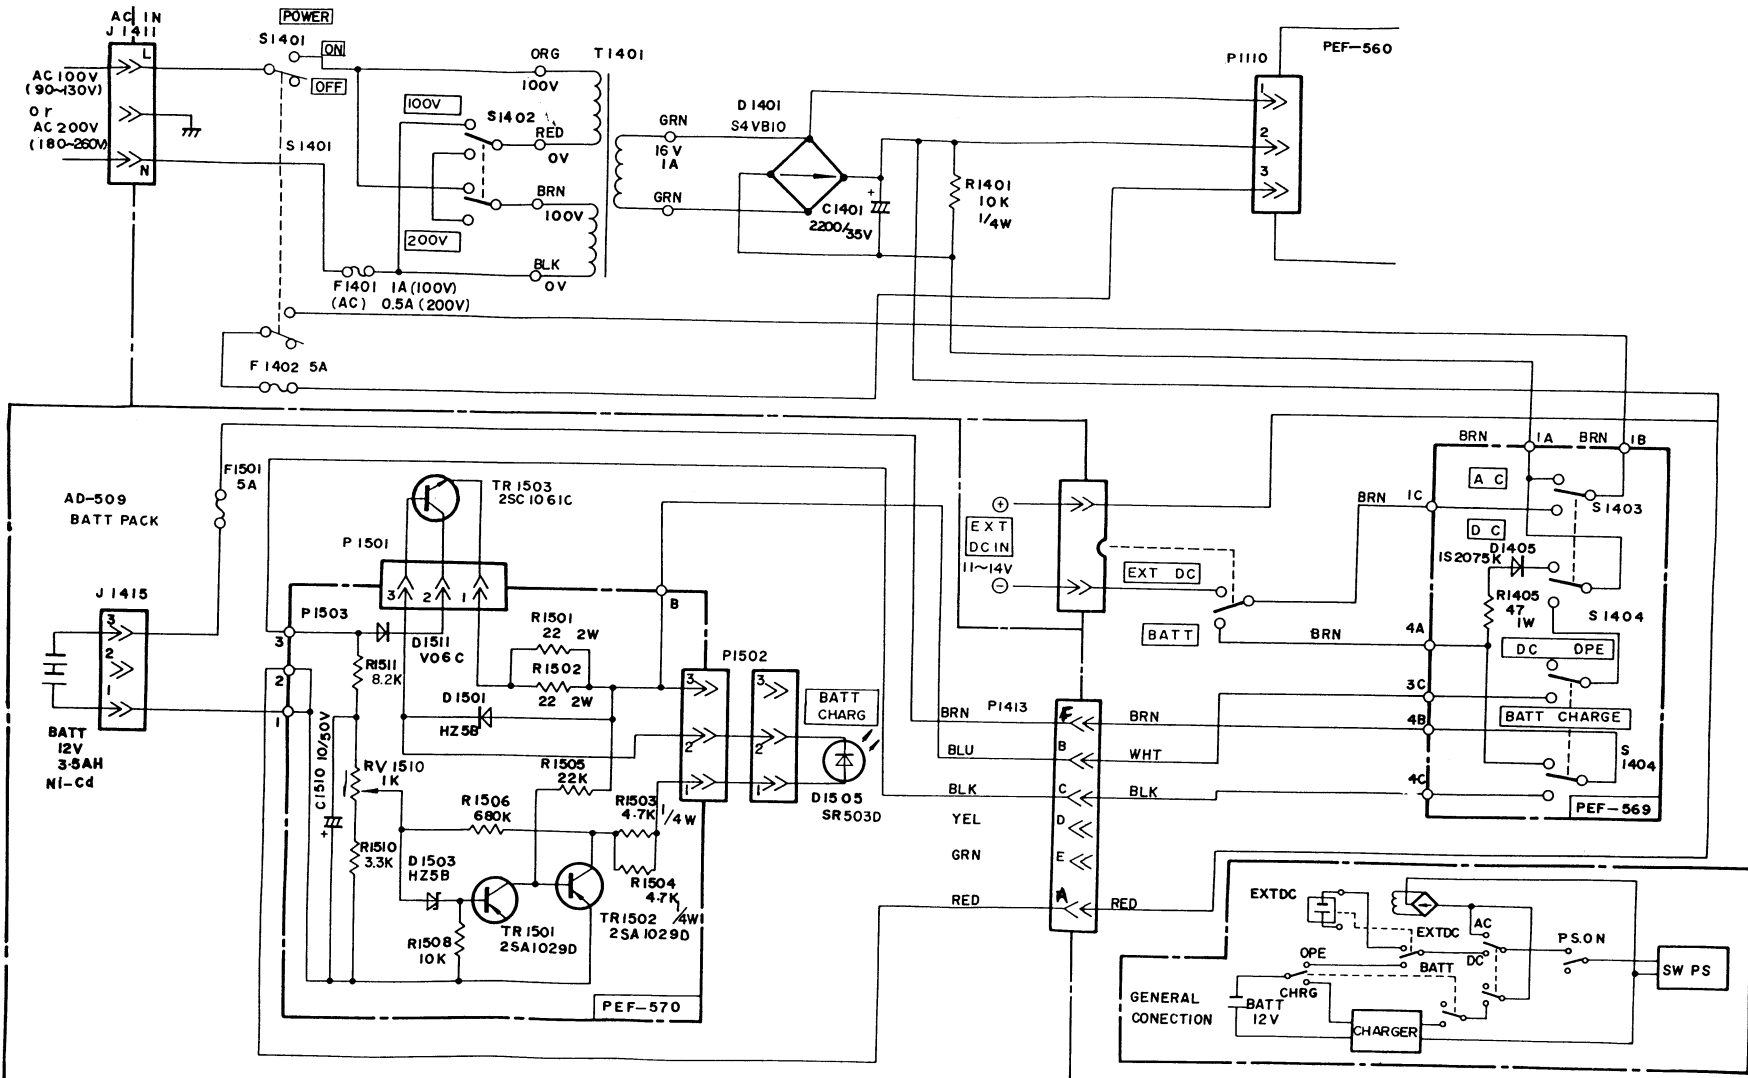 AC IN
J 1411
L
AC 100V
(90~130V)
or
AC 200V
(180~260V)
N
POWER
S1401
ON
OFF
S1401
100V
S1402
200V
ORG
100V
T1401
RED
0V
BRN
100V
BLK
0V
F1401 1A (100V)
(AC) 0.5A (200V)
F 1402 5A
GRN
16V
1A
GRN
D1401
S4VB10
C1401
2200/35V
+
R1401
10K
1/4W
P1110
1
2
3
PEF-560
AD-509
BATT PACK
F1501
5A
J 1415
3
2
1
BATT
12V
3.5AH
Ni-Cd
TR 1503
2SC1061C
P 1501
3
2
1
P1503
3
2
1
D1511
V06C
R1511
8.2K
C1510 10/50V
+
RV 1510
1K
R1510
3.3K
D1501
HZ5B
R1501
22 2W
R1502
22 2W
B
R1505
22K
R1506
680K
R1503
4.7K
1/4W
R1504
4.7K
1/4W
D1503
HZ5B
R1508
10K
TR1501
2SA1029D
TR1502
2SA1029D
PEF-570
P1502
3
2
1
3
2
1
BATT
CHARG
D1505
SR503D
+
EXT
DC IN
11~14V
−
EXT DC
BATT
BRN
BRN
P1413
BRN
F
BRN
BLU
B
WHT
BLK
C
BLK
YEL
D
GRN
E
RED
A
RED
BRN
1A
BRN
1B
1C
AC
S1403
DC
D1405
1S2075K
R1405
47
1W
S1404
4A
DC OPE
3C
BATT CHARGE
4B
S
1404
4C
PEF-569
EXTDC
EXTDC
AC
DC
P.S.ON
SW PS
OPE
BATT
CHRG
BATT
12V
CHARGER
GENERAL
CONECTION